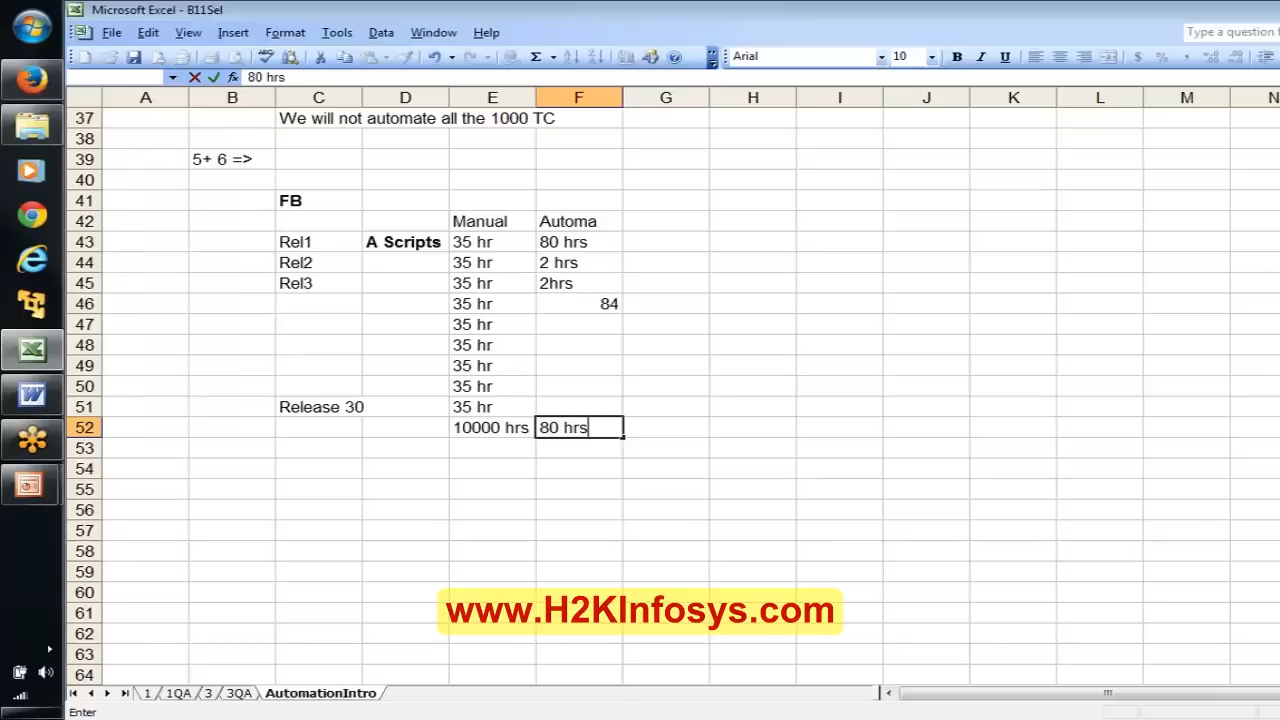 Microsoft Excel - B11Sel
File Edit View Insert Format Tools Data Window Help
Type a question f
Arial 10 B I U
80 hrs
A B C D E F G H I J K L M N
37 We will not automate all the 1000 TC
38
39 5+ 6 =>
40
41 FB
42 Manual Automa
43 Rel1 A Scripts 35 hr 80 hrs
44 Rel2 35 hr 2 hrs
45 Rel3 35 hr 2hrs
46 35 hr 84
47 35 hr
48 35 hr
49 35 hr
50 35 hr
51 Release 30 35 hr
52 10000 hrs 80 hrs
53
54
55
56
57
58
59
60
61
www.H2KInfosys.com
62
63
64
1 1QA 3 3QA AutomationIntro
Enter